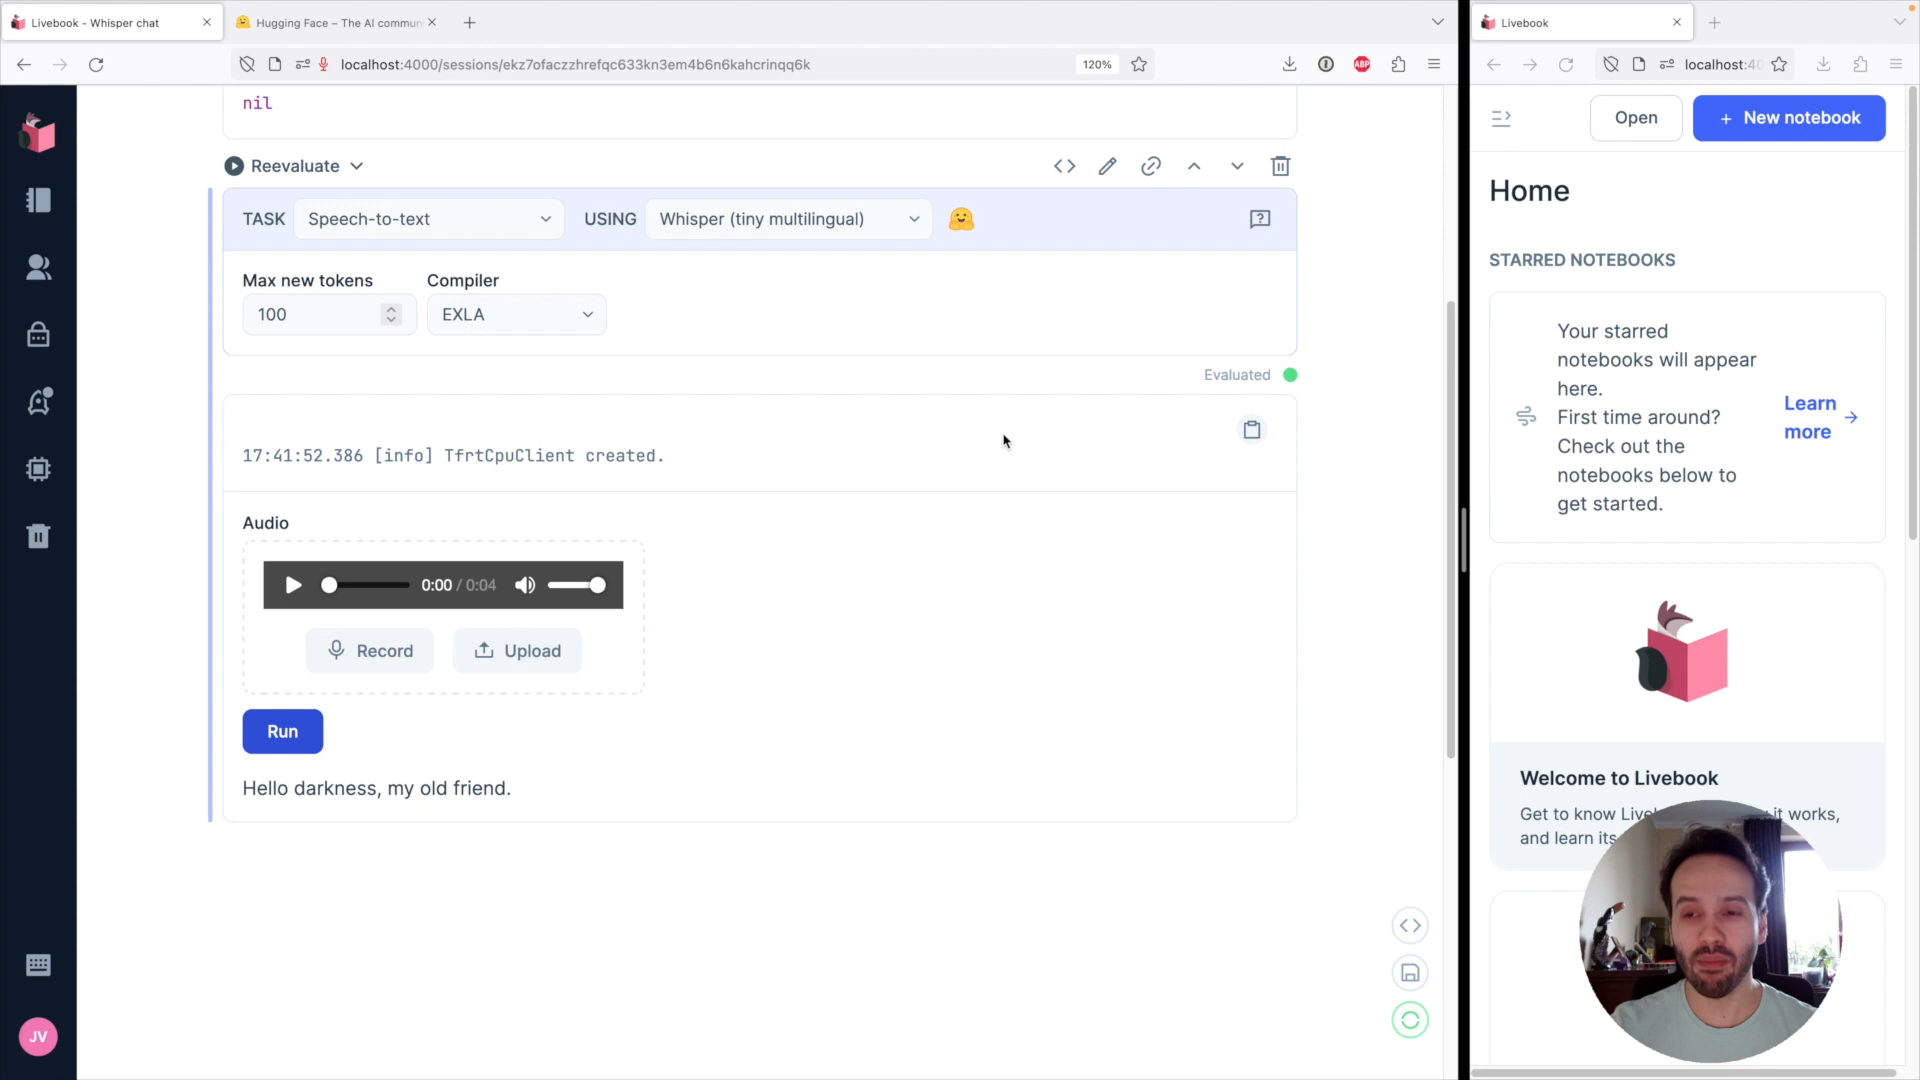 Livebook - Whisper chat
Hugging Face – The AI commun
localhost:4000/sessions/ekz7ofaczzhrefqc633kn3em4b6n6kahcrinqq6k
120%
ABP
nil
Reevaluate
TASK Speech-to-text USING Whisper (tiny multilingual)
Max new tokens Compiler
100 EXLA
Evaluated
17:41:52.386 [info] TfrtCpuClient created.
Audio
0:00 / 0:04
Record Upload
Run
Hello darkness, my old friend.
JV
Livebook
localhost:40
Open + New notebook
Home
STARRED NOTEBOOKS
Your starred
notebooks will appear
here.
First time around?
Check out the
notebooks below to
get started.
Learn
more
Welcome to Livebook
Get to know it works,
and learn its